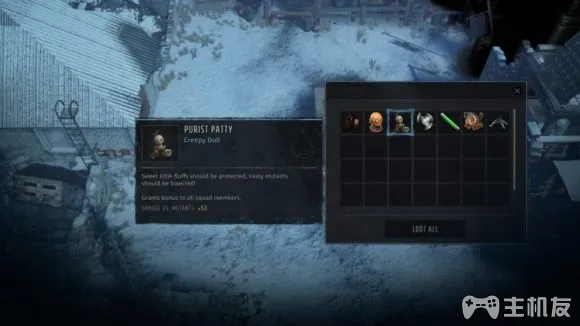 PURIST PATTY
Creepy Doll
Sweet little fluffs should be protected, nasty mutants
should be bisected!
Grants bonus to all squad members.
DAMAGE VS. MUTANTS: +5%
LOOT ALL
主机友